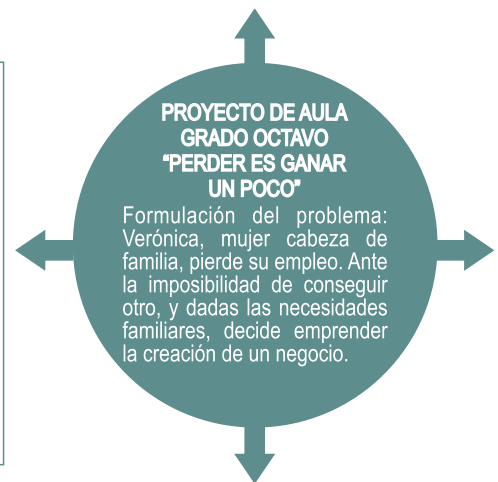 PROYECTO DE AULA
GRADO OCTAVO
“PERDER ES GANAR
UN POCO”
Formulación del problema:
Verónica, mujer cabeza de
familia, pierde su empleo. Ante
la imposibilidad de conseguir
otro, y dadas las necesidades
familiares, decide emprender
la creación de un negocio.